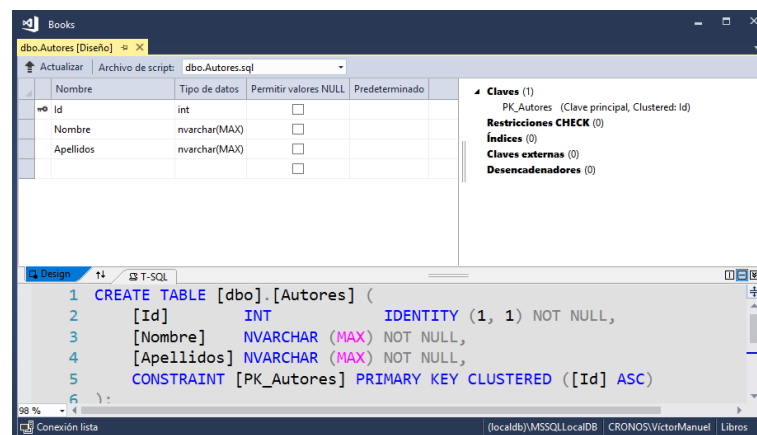 Books
dbo.Autores [Diseño]
Actualizar Archivo de script: dbo.Autores.sql
Nombre Tipo de datos Permitir valores NULL Predeterminado
Id int
Nombre nvarchar(MAX)
Apellidos nvarchar(MAX)
Claves (1)
PK_Autores (Clave principal, Clustered: Id)
Restricciones CHECK (0)
Índices (0)
Claves externas (0)
Desencadenadores (0)
Design T-SQL
1 CREATE TABLE [dbo].[Autores] (
2 [Id] INT IDENTITY (1, 1) NOT NULL,
3 [Nombre] NVARCHAR (MAX) NOT NULL,
4 [Apellidos] NVARCHAR (MAX) NOT NULL,
5 CONSTRAINT [PK_Autores] PRIMARY KEY CLUSTERED ([Id] ASC)
6 );
98 %
Conexión lista (localdb)\MSSQLLocalDB CRONOS\VíctorManuel Libros